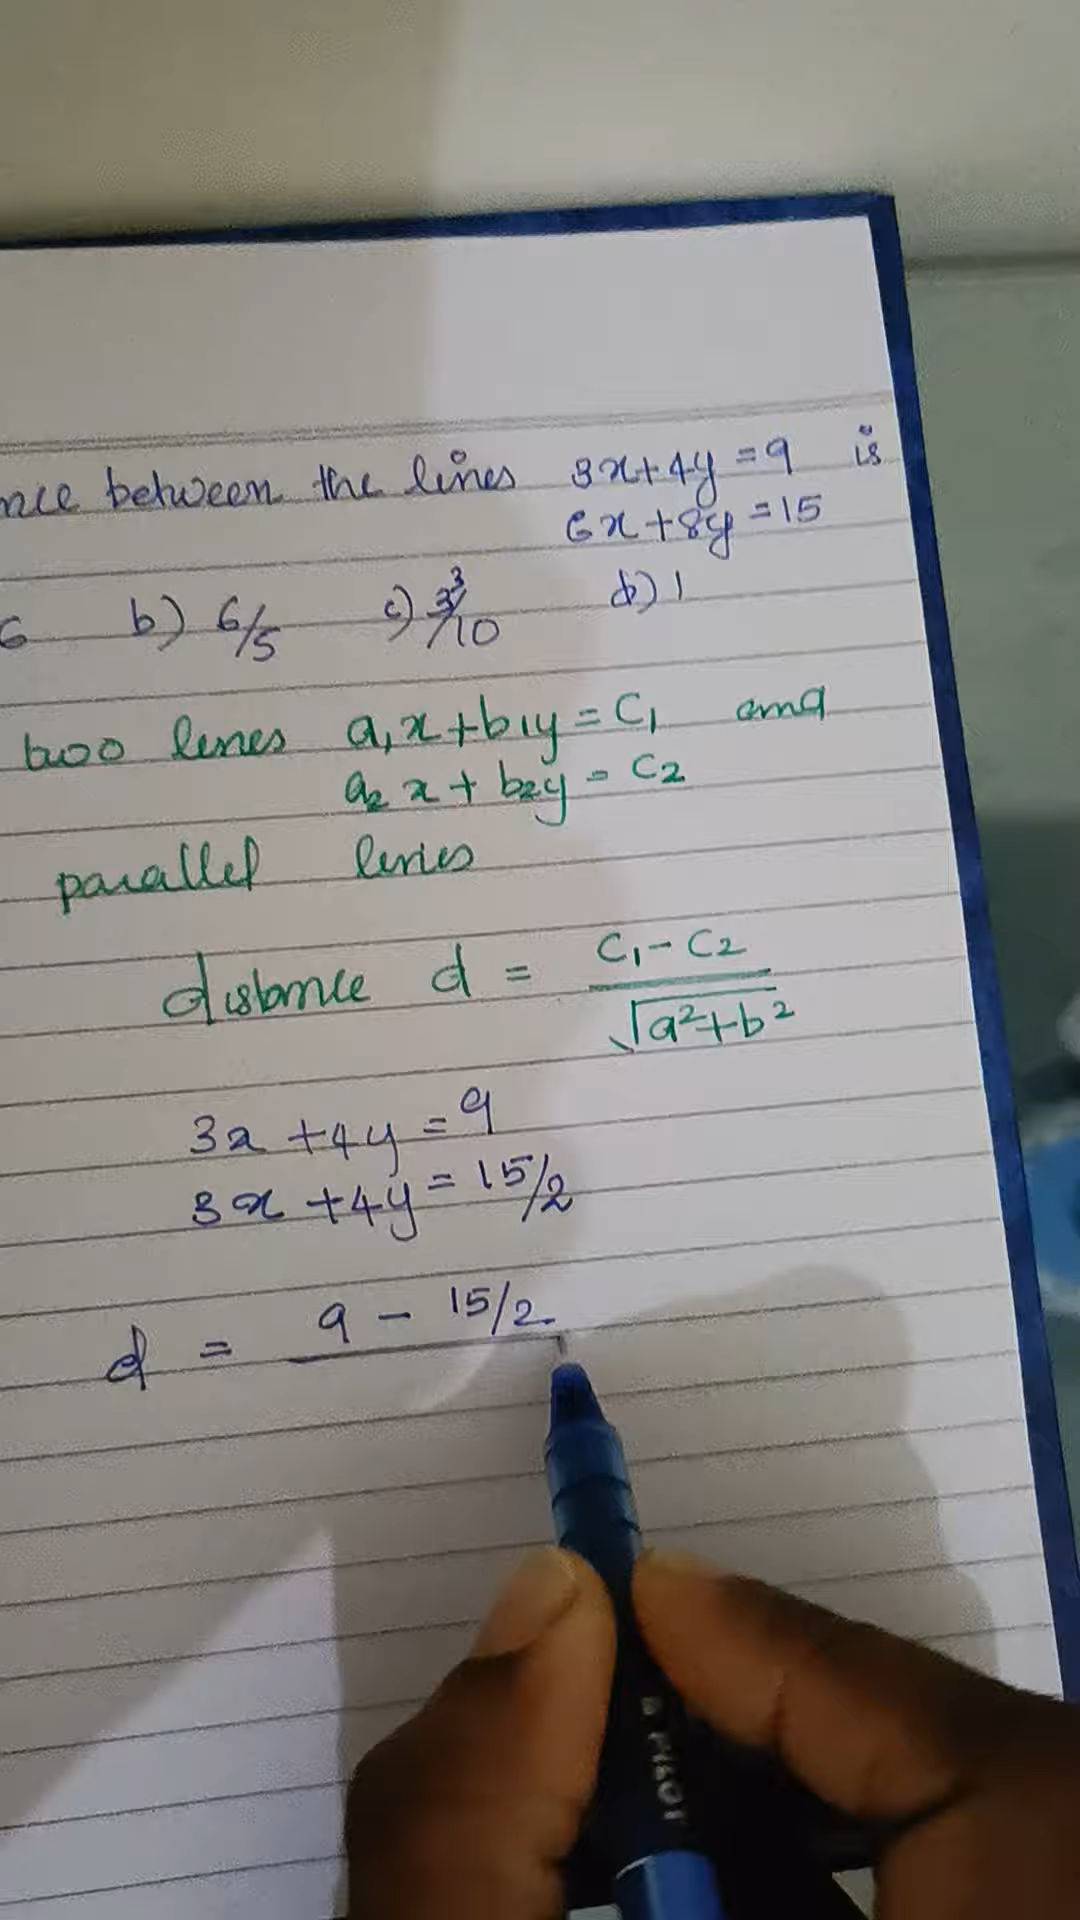 between the lines 3x+4y=9 is
6x+8y=15
b) 6/5 c) 3/10 d) 1
two lines a₁x+b₁y=C₁ and
a₂x+b₂y=C₂
parallel lines
distance d = C₁-C₂
√a²+b²
3x+4y=9
3x+4y=15/2
d = 9 - 15/2
PILOT